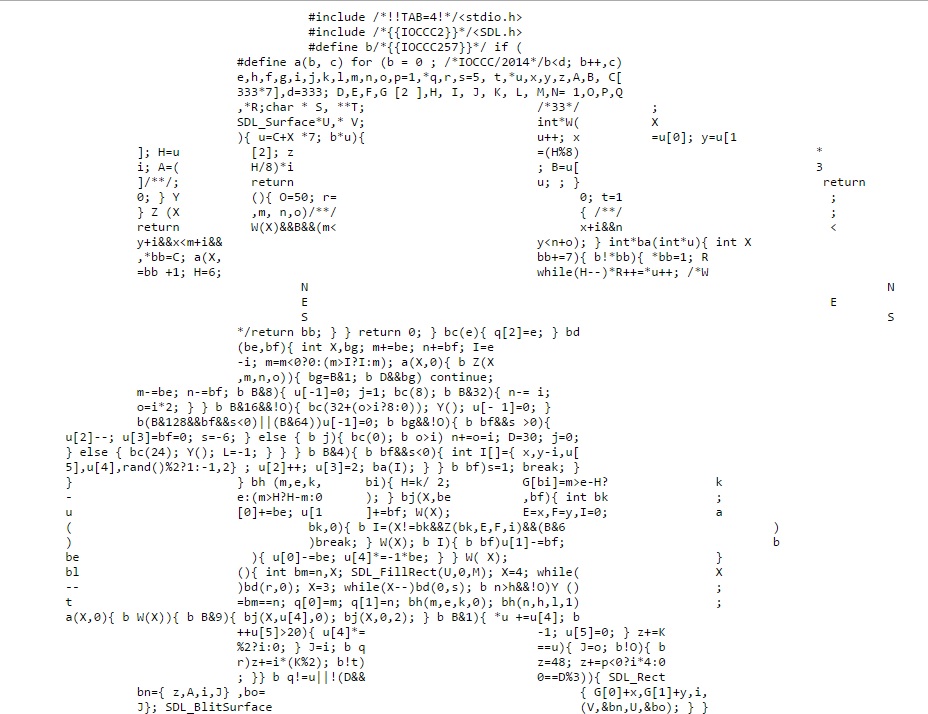 #include /*!!TAB=4!*/<stdio.h>
#include /*{{IOCCC2}}*/<SDL.h>
#define b/*{{IOCCC257}}*/ if (
#define a(b, c) for (b = 0 ; /*IOCCC/2014*/b<d; b++,c)
e,h,f,g,i,j,k,l,m,n,o,p=1,*q,r,s=5, t,*u,x,y,z,A,B, C[
333*7],d=333; D,E,F,G [2 ],H, I, J, K, L, M,N= 1,O,P,Q
,*R;char * S, **T; /*33*/ ;
SDL_Surface*U,* V; int*W( X
){ u=C+X *7; b*u){ u++; x =u[0]; y=u[1
]; H=u [2]; z =(H%8) *
i; A=( H/8)*i ; B=u[ 3
]/**/; return u; ; } return
0; } Y (){ O=50; r= 0; t=1 ;
} Z (X ,m, n,o)/**/ { /**/ ;
return W(X)&&B&&(m< x+i&&n <
y+i&&x<m+i&& y<n+o); } int*ba(int*u){ int X
,*bb=C; a(X, bb+=7){ b!*bb){ *bb=1; R
=bb +1; H=6; while(H--)*R++=*u++; /*W
N N
E E
S S
*/return bb; } } return 0; } bc(e){ q[2]=e; } bd
(be,bf){ int X,bg; m+=be; n+=bf; I=e
-i; m=m<0?0:(m>I?I:m); a(X,0){ b Z(X
,m,n,o)){ bg=B&1; b D&&bg) continue;
m-=be; n-=bf; b B&8){ u[-1]=0; j=1; bc(8); b B&32){ n-= i;
o=i*2; } } b B&16&&!O){ bc(32+(o>i?8:0)); Y(); u[- 1]=0; }
b(B&128&&bf&&s<0)||(B&64))u[-1]=0; b bg&&!O){ b bf&&s >0){
u[2]--; u[3]=bf=0; s=-6; } else { b j){ bc(0); b o>i) n+=o=i; D=30; j=0;
} else { bc(24); Y(); L=-1; } } } b B&4){ b bf&&s<0){ int I[]={ x,y-i,u[
5],u[4],rand()%2?1:-1,2} ; u[2]++; u[3]=2; ba(I); } } b bf)s=1; break; }
} } bh (m,e,k, bi){ H=k/ 2; G[bi]=m>e-H? k
- e:(m>H?H-m:0 ); } bj(X,be ,bf){ int bk ;
u [0]+=be; u[1 ]+=bf; W(X); E=x,F=y,I=0; a
( bk,0){ b I=(X!=bk&&Z(bk,E,F,i)&&(B&6 )
) )break; } W(X); b I){ b bf)u[1]-=bf; b
be ){ u[0]-=be; u[4]*=-1*be; } } W( X); }
bl (){ int bm=n,X; SDL_FillRect(U,0,M); X=4; while( X
-- )bd(r,0); X=3; while(X--)bd(0,s); b n>h&&!O)Y () ;
t =bm==n; q[0]=m; q[1]=n; bh(m,e,k,0); bh(n,h,l,1) ;
a(X,0){ b W(X)){ b B&9){ bj(X,u[4],0); bj(X,0,2); } b B&1){ *u +=u[4]; b
++u[5]>20){ u[4]*= -1; u[5]=0; } z+=K
%2?i:0; } J=i; b q ==u){ J=o; b!O){ b
r)z+=i*(K%2); b!t) z=48; z+=p<0?i*4:0
; }} b q!=u||!(D&& 0==D%3)){ SDL_Rect
bn={ z,A,i,J} ,bo= { G[0]+x,G[1]+y,i,
J}; SDL_BlitSurface (V,&bn,U,&bo); } }